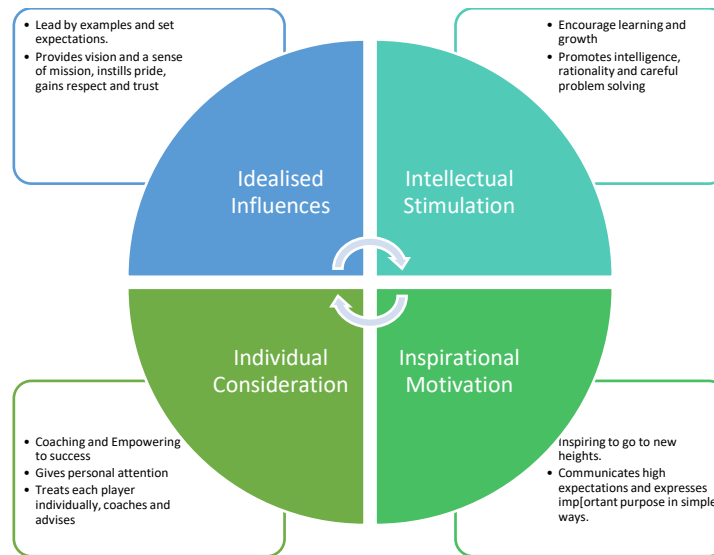 • Lead by examples and set
expectations.
• Provides vision and a sense
of mission, instills pride,
gains respect and trust
• Encourage learning and
growth
• Promotes intelligence,
rationality and careful
problem solving
Idealised
Influences
Intellectual
Stimulation
Individual
Consideration
Inspirational
Motivation
• Coaching and Empowering
to success
• Gives personal attention
• Treats each player
individually, coaches and
advises
Inspiring to go to new
heights.
• Communicates high
expectations and expresses
imp[ortant purpose in simple
ways.